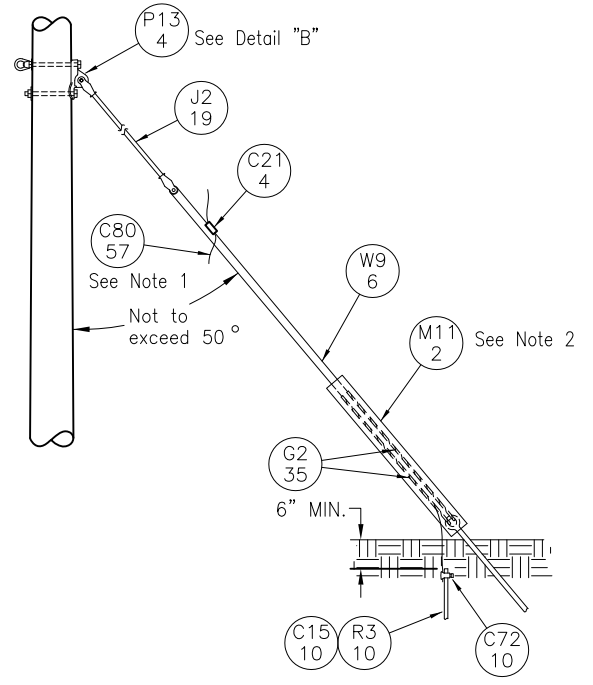 P13
4
See Detail "B"
J2
19
C21
4
C80
57
See Note 1
Not to
exceed 50°
W9
6
M11
2
See Note 2
G2
35
6" MIN.
C15
10
R3
10
C72
10